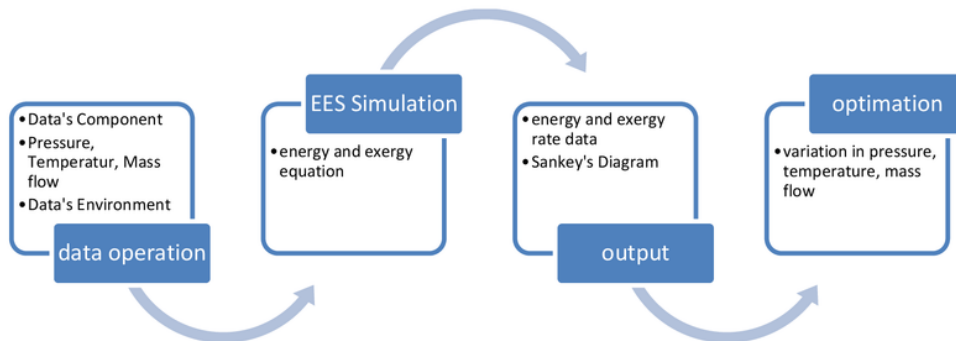 •Data's Component
•Pressure,
Temperatur, Mass
flow
•Data's Environment
data operation
EES Simulation
•energy and exergy
equation
•energy and exergy
rate data
•Sankey's Diagram
output
optimation
•variation in pressure,
temperature, mass
flow